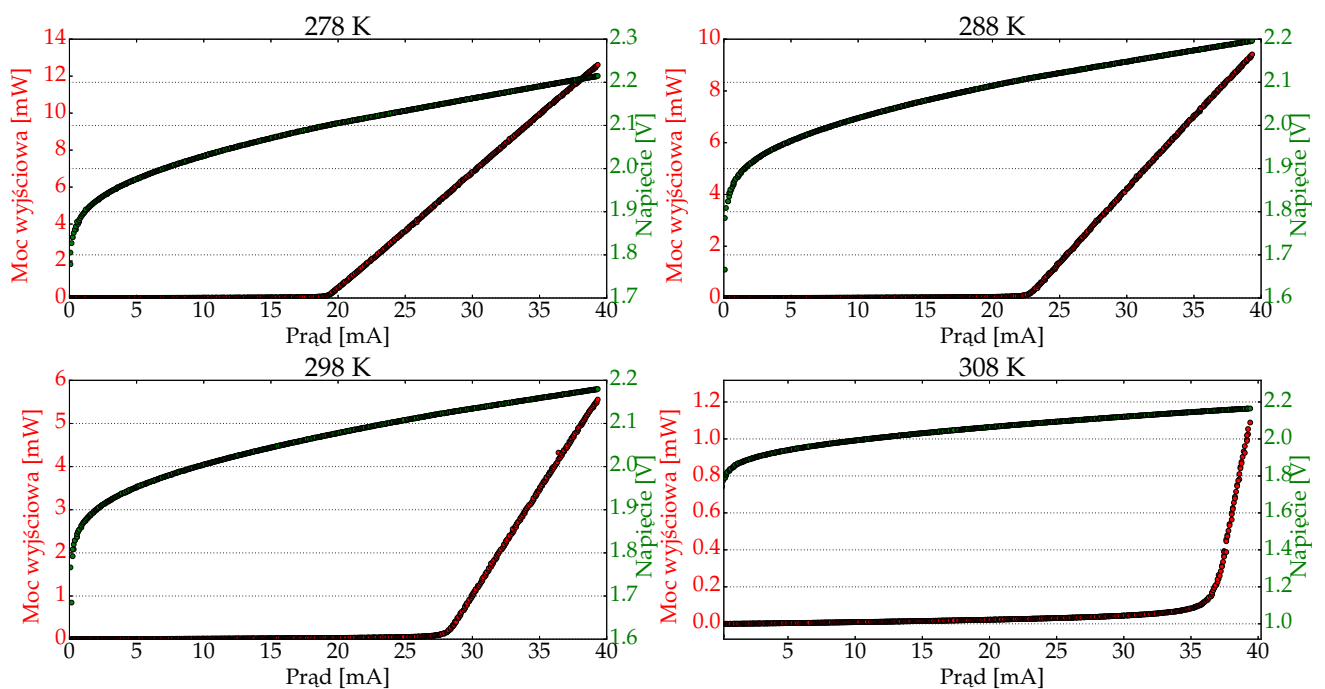 278 K
14
12
10
8
6
4
2
0
Moc wyjściowa [mW]
2.3
2.2
2.1
2.0
1.9
1.8
1.7
Napięcie [V]
0 5 10 15 20 25 30 35 40
Prąd [mA]
288 K
10
8
6
4
2
0
Moc wyjściowa [mW]
2.2
2.1
2.0
1.9
1.8
1.7
1.6
Napięcie [V]
5 10 15 20 25 30 35 40
Prąd [mA]
298 K
6
5
4
3
2
1
0
Moc wyjściowa [mW]
2.2
2.1
2.0
1.9
1.8
1.7
1.6
Napięcie [V]
0 5 10 15 20 25 30 35 40
Prąd [mA]
308 K
1.2
1.0
0.8
0.6
0.4
0.2
0.0
Moc wyjściowa [mW]
2.2
2.0
1.8
1.6
1.4
1.2
1.0
Napięcie [V]
5 10 15 20 25 30 35 40
Prąd [mA]